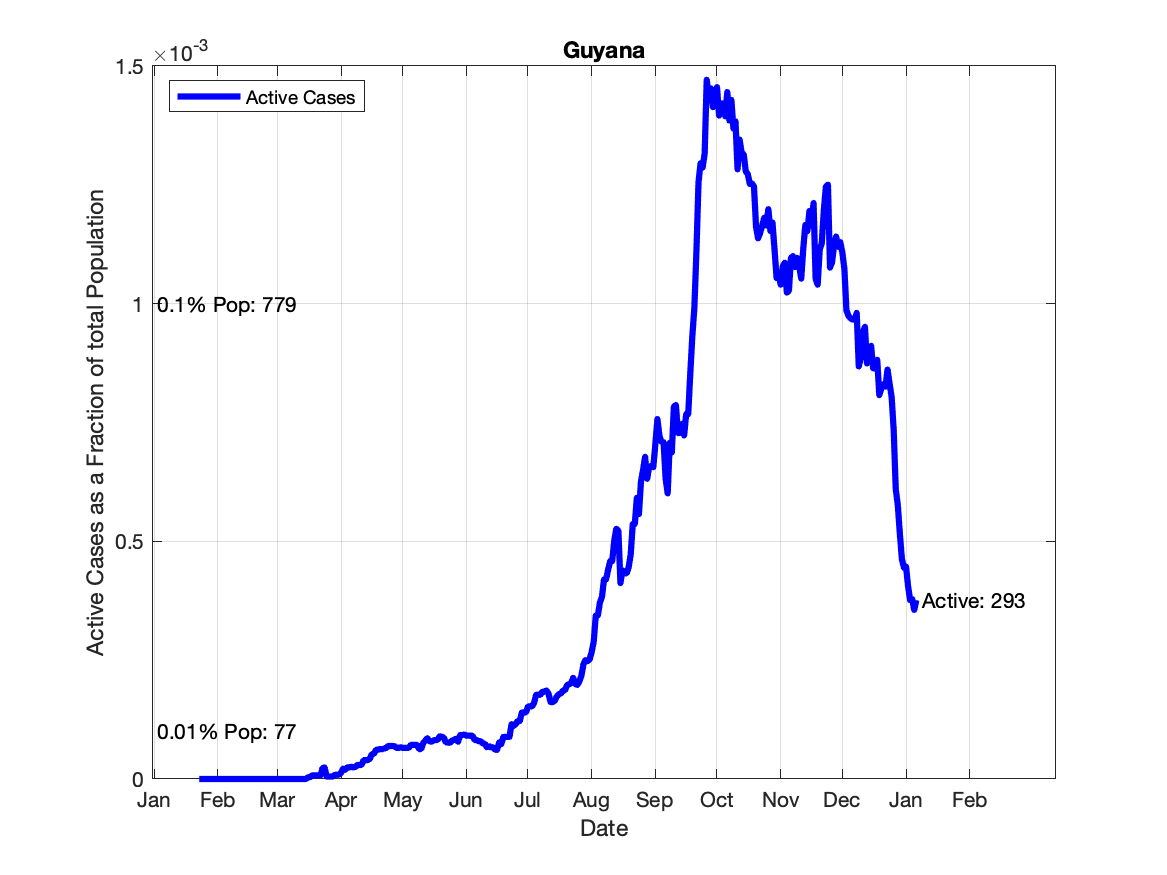 Guyana
×10-3
1.5
Active Cases
1
0.1% Pop: 779
0.5
Active: 293
0.01% Pop: 77
0
Jan Feb Mar Apr May Jun Jul Aug Sep Oct Nov Dec Jan Feb
Date
Active Cases as a Fraction of total Population